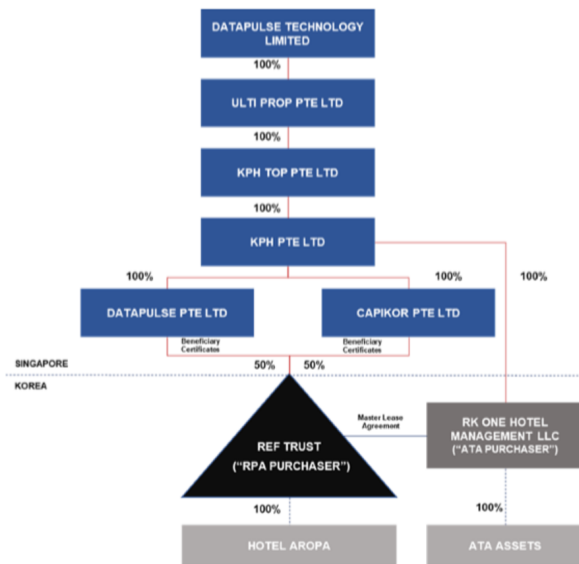 DATAPULSE TECHNOLOGY
LIMITED
100%
ULTI PROP PTE LTD
100%
KPH TOP PTE LTD
100%
KPH PTE LTD
100%
100%
100%
DATAPULSE PTE LTD
CAPIKOR PTE LTD
Beneficiary
Certificates
Beneficiary
Certificates
SINGAPORE
50%
50%
KOREA
Master Lease
Agreement
RK ONE HOTEL
MANAGEMENT LLC
("ATA PURCHASER")
REF TRUST
("RPA PURCHASER")
100%
100%
HOTEL AROPA
ATA ASSETS